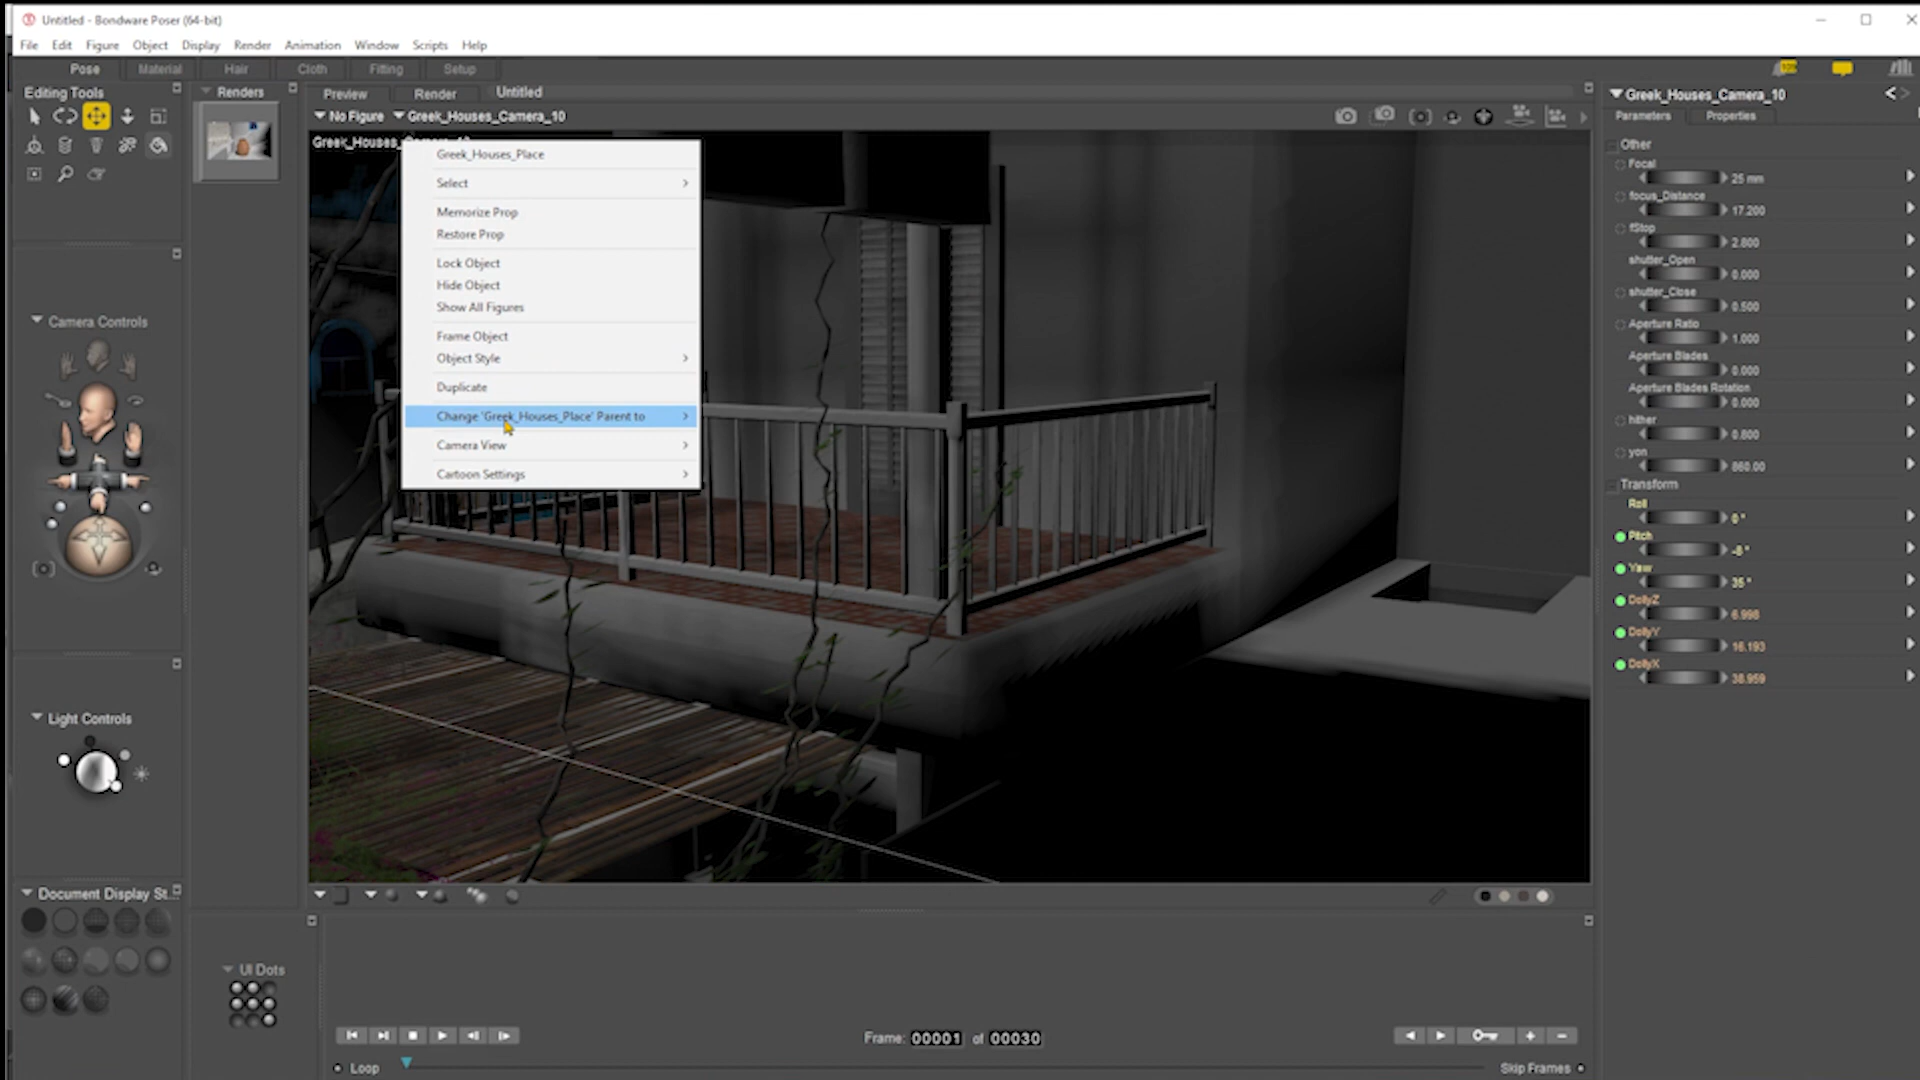 Untitled - Bondware Poser (64-bit)
File Edit Figure Object Display Render Animation Window Scripts Help
Pose Material Hair Cloth Fitting Setup
Editing Tools
Renders
Preview Render Untitled
No Figure Greek_Houses_Camera_10
Greek_Houses_
Greek_Houses_Place
Select
Memorize Prop
Restore Prop
Lock Object
Hide Object
Show All Figures
Frame Object
Object Style
Duplicate
Change 'Greek_Houses_Place' Parent to
Camera View
Cartoon Settings
Camera Controls
Light Controls
Document Display St...
UI Dots
Frame: 00001 of 00030
Loop
Skip Frames
Greek_Houses_Camera_10
Parameters Properties
Other
Focal
25 mm
focus_Distance
17.200
fStop
2.800
shutter_Open
0.000
shutter_Close
0.500
Aperture Ratio
1.000
Aperture Blades
0.000
Aperture Blades Rotation
0.000
hither
0.800
yon
860.00
Transform
Roll
0 °
Pitch
-8 °
Yaw
35 °
DollyZ
6.998
DollyY
16.193
DollyX
38.959